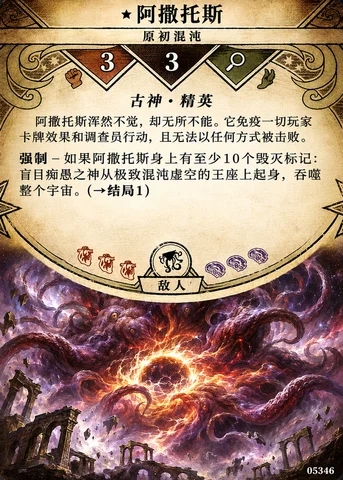 ★阿撒托斯
原初混沌
3 3
古神·精英
阿撒托斯浑然不觉，却无所不能。它免疫一切玩家
卡牌效果和调查员行动，且无法以任何方式被击败。
强制 – 如果阿撒托斯身上有至少10个毁灭标记：
盲目痴愚之神从极致混沌虚空的王座上起身，吞噬
整个宇宙。(→结局1)
敌人
05346